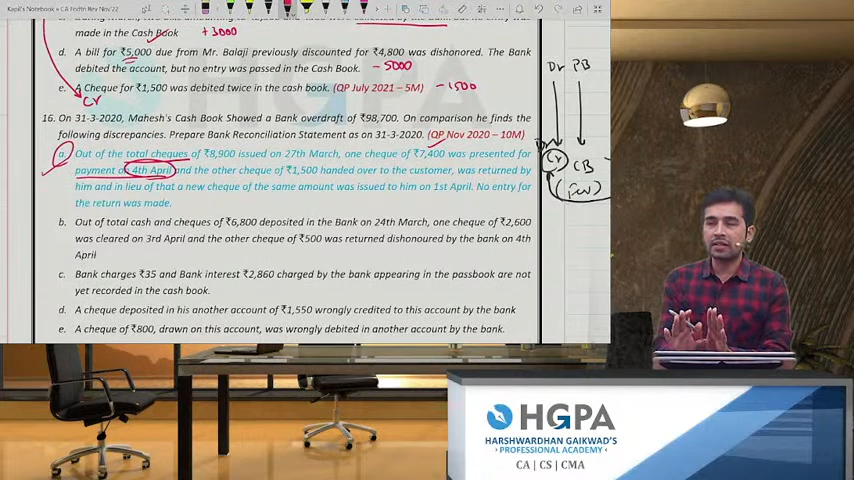 Kapil's Notebook » CA Fodtn Rev Nov'22
made in the Cash Book +3000
d. A bill for ₹5,000 due from Mr. Balaji previously discounted for ₹4,800 was dishonored. The Bank
debited the account, but no entry was passed in the Cash Book. - 5000
e. A Cheque for ₹1,500 was debited twice in the cash book. (QP July 2021 – 5M) - 1500
Cr
16. On 31-3-2020, Mahesh's Cash Book Showed a Bank overdraft of ₹98,700. On comparison he finds the
following discrepancies. Prepare Bank Reconciliation Statement as on 31-3-2020. (QP Nov 2020 – 10M)
a. Out of the total cheques of ₹8,900 issued on 27th March, one cheque of ₹7,400 was presented for
payment on 4th April and the other cheque of ₹1,500 handed over to the customer, was returned by
him and in lieu of that a new cheque of the same amount was issued to him on 1st April. No entry for
the return was made.
b. Out of total cash and cheques of ₹6,800 deposited in the Bank on 24th March, one cheque of ₹2,600
was cleared on 3rd April and the other cheque of ₹500 was returned dishonoured by the bank on 4th
April
c. Bank charges ₹35 and Bank interest ₹2,860 charged by the bank appearing in the passbook are not
yet recorded in the cash book.
d. A cheque deposited in his another account of ₹1,550 wrongly credited to this account by the bank
e. A cheque of ₹800, drawn on this account, was wrongly debited in another account by the bank.
Dr PB
Dr
Cr CB
HGPA
HARSHWARDHAN GAIKWAD'S
• PROFESSIONAL ACADEMY •
CA | CS | CMA